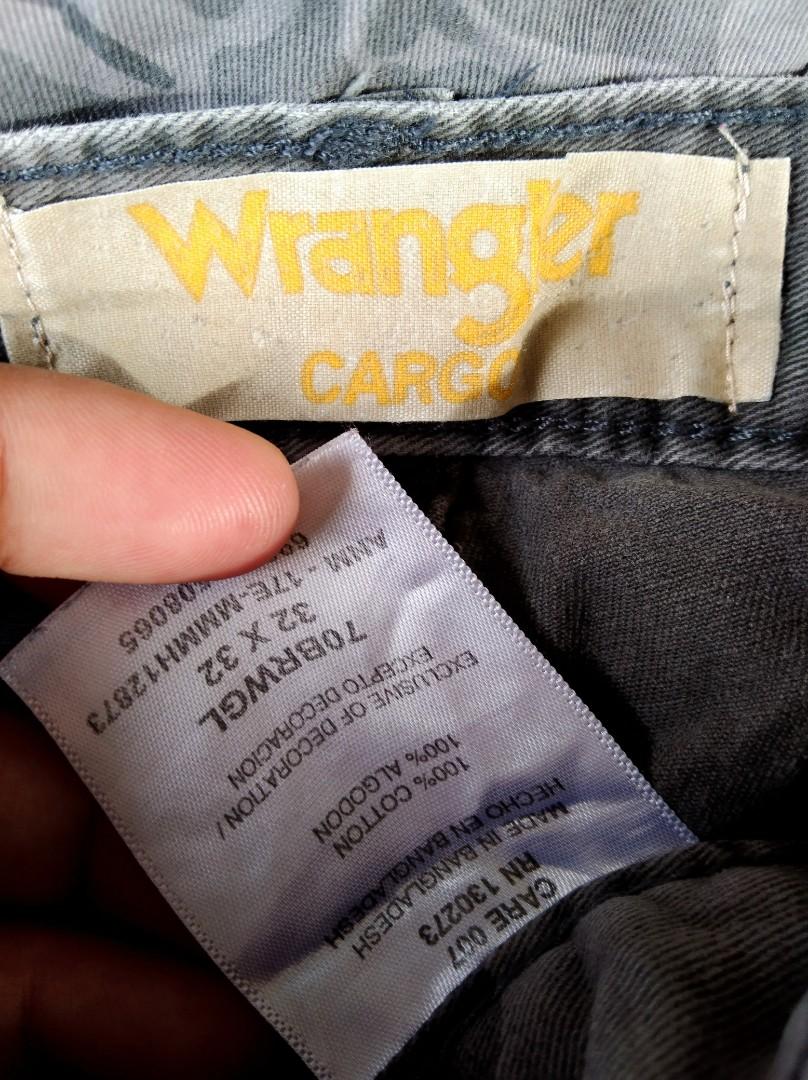 Wrangler
CARGO
CARE 007
RN 130273
MADE IN BANGLADESH
HECHO EN BANGLADESH
100% COTTON
100% ALGODON
EXCLUSIVE OF DECORATION /
EXCEPTO DECORACION
70BRWGL
32 X 32
ANM - 17E-MMMH12873